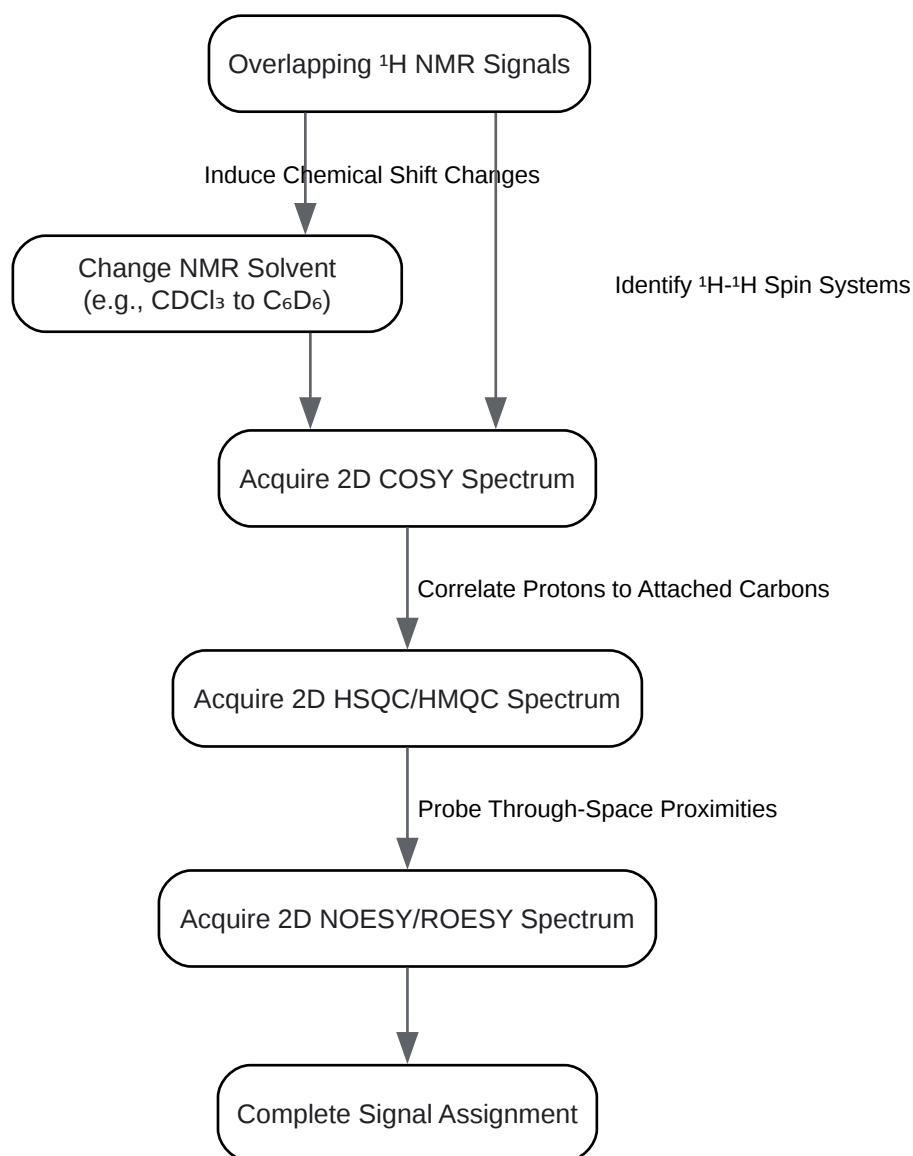 Overlapping ¹H NMR Signals
Induce Chemical Shift Changes
Change NMR Solvent
(e.g., CDCl₃ to C₆D₆)
Identify ¹H-¹H Spin Systems
Acquire 2D COSY Spectrum
Correlate Protons to Attached Carbons
Acquire 2D HSQC/HMQC Spectrum
Probe Through-Space Proximities
Acquire 2D NOESY/ROESY Spectrum
Complete Signal Assignment